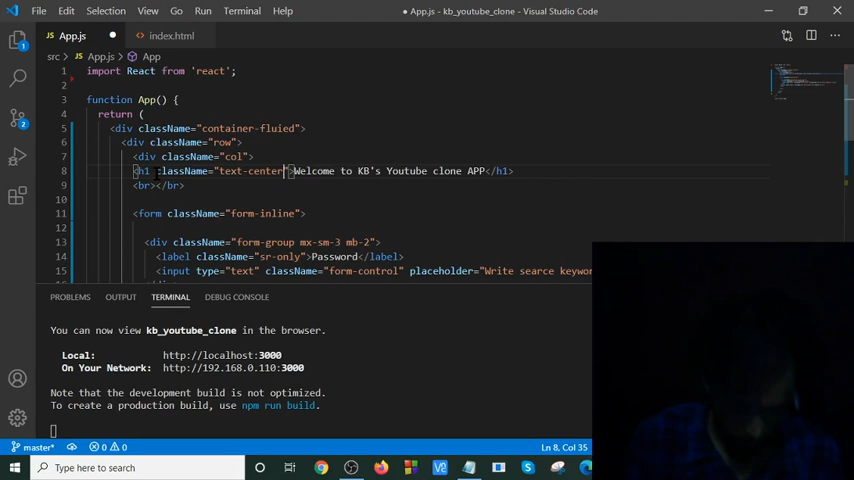 File Edit Selection View Go Run Terminal Help
● App.js - kb_youtube_clone - Visual Studio Code
JS App.js ● <> index.html
src > JS App.js > App
1 import React from 'react';
2
3 function App() {
4 return (
5 <div className="container-fluied">
6 <div className="row">
7 <div className="col">
8 <h1 className="text-center">Welcome to KB's Youtube clone APP</h1>
9 <br></br>
10
11 <form form-inline">
12
13 <div className="form-group mx-sm-3 mb-2">
14 <label className="sr-only">Password</label>
15 <input type="text" className="form-control" placeholder="Write searce keywor
PROBLEMS OUTPUT TERMINAL DEBUG CONSOLE
You can now view kb_youtube_clone in the browser.
Local: http://localhost:3000
On Your Network: http://192.168.0.110:3000
Note that the development build is not optimized.
To create a production build, use npm run build.
master* 0 0 Ln 8, Col 35
Type here to search